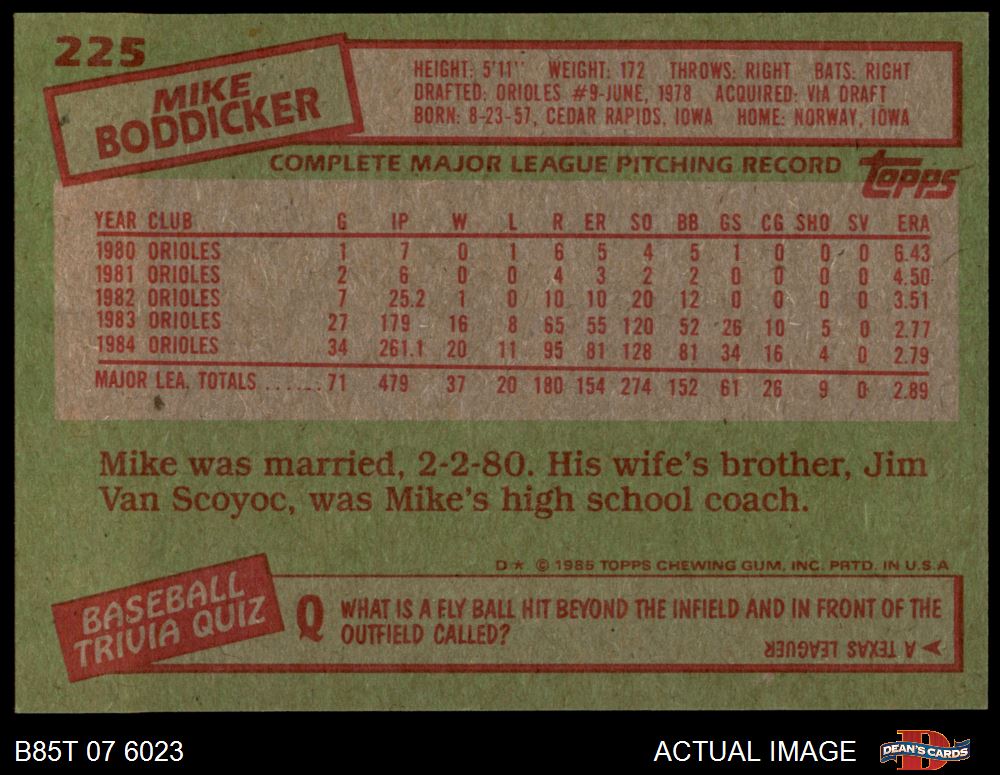 225
MIKE
BODDICKER
HEIGHT: 5'11" WEIGHT: 172 THROWS: RIGHT BATS: RIGHT
DRAFTED: ORIOLES #9-JUNE, 1978 ACQUIRED: VIA DRAFT
BORN: 8-23-57, CEDAR RAPIDS, IOWA HOME: NORWAY, IOWA
COMPLETE MAJOR LEAGUE PITCHING RECORD
topps
YEAR CLUB G IP W L R ER SO BB GS CG SHO SV ERA
1980 ORIOLES 1 7 0 1 6 5 4 5 1 0 0 0 6.43
1981 ORIOLES 2 6 0 0 4 3 2 2 0 0 0 0 4.50
1982 ORIOLES 7 25.2 1 0 10 10 20 12 0 0 0 0 3.51
1983 ORIOLES 27 179 16 8 65 55 120 52 26 10 5 0 2.77
1984 ORIOLES 34 261.1 20 11 95 81 128 81 34 16 4 0 2.79
MAJOR LEA. TOTALS ...... 71 479 37 20 180 154 274 152 61 26 9 0 2.89
Mike was married, 2-2-80. His wife's brother, Jim
Van Scoyoc, was Mike's high school coach.
D* © 1985 TOPPS CHEWING GUM, INC. PRTD. IN U.S.A
BASEBALL
TRIVIA QUIZ
Q WHAT IS A FLY BALL HIT BEYOND THE INFIELD AND IN FRONT OF THE
OUTFIELD CALLED?
A TEXAS LEAGUER
B85T 07 6023
ACTUAL IMAGE
D
DEAN'S CARDS